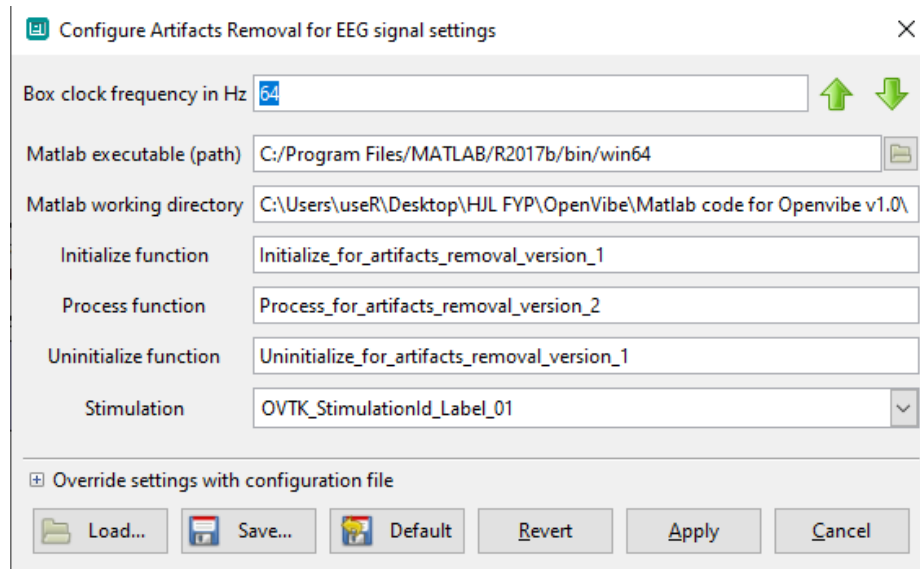 Configure Artifacts Removal for EEG signal settings
Box clock frequency in Hz 64
Matlab executable (path) C:/Program Files/MATLAB/R2017b/bin/win64
Matlab working directory C:\Users\useR\Desktop\HJL FYP\OpenVibe\Matlab code for Openvibe v1.0\
Initialize function Initialize_for_artifacts_removal_version_1
Process function Process_for_artifacts_removal_version_2
Uninitialize function Uninitialize_for_artifacts_removal_version_1
Stimulation OVTK_StimulationId_Label_01
Override settings with configuration file
Load... Save... Default Revert Apply Cancel